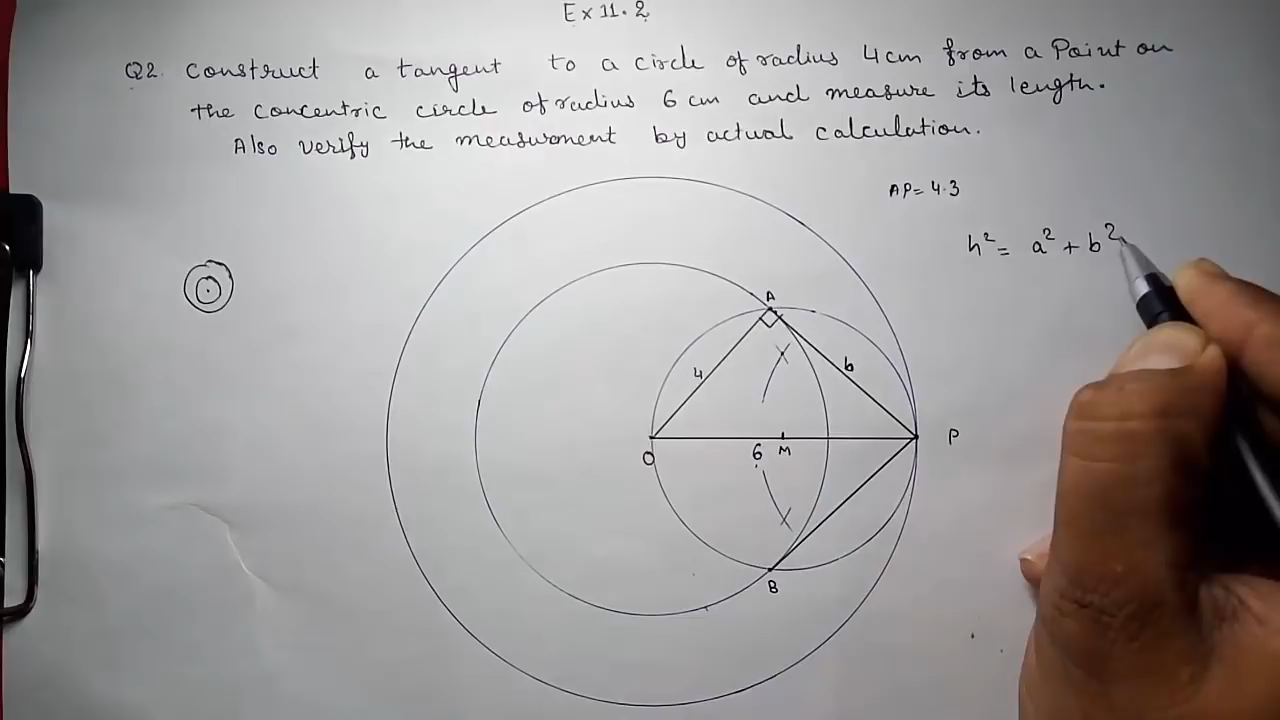 Ex 11.2
Q2. Construct a tangent to a circle of radius 4cm from a Point on
the concentric circle of radius 6 cm and measure its length.
Also verify the measurement by actual calculation.
AP= 4.3
h² = a² + b²
A
4
b
O
6
M
P
B